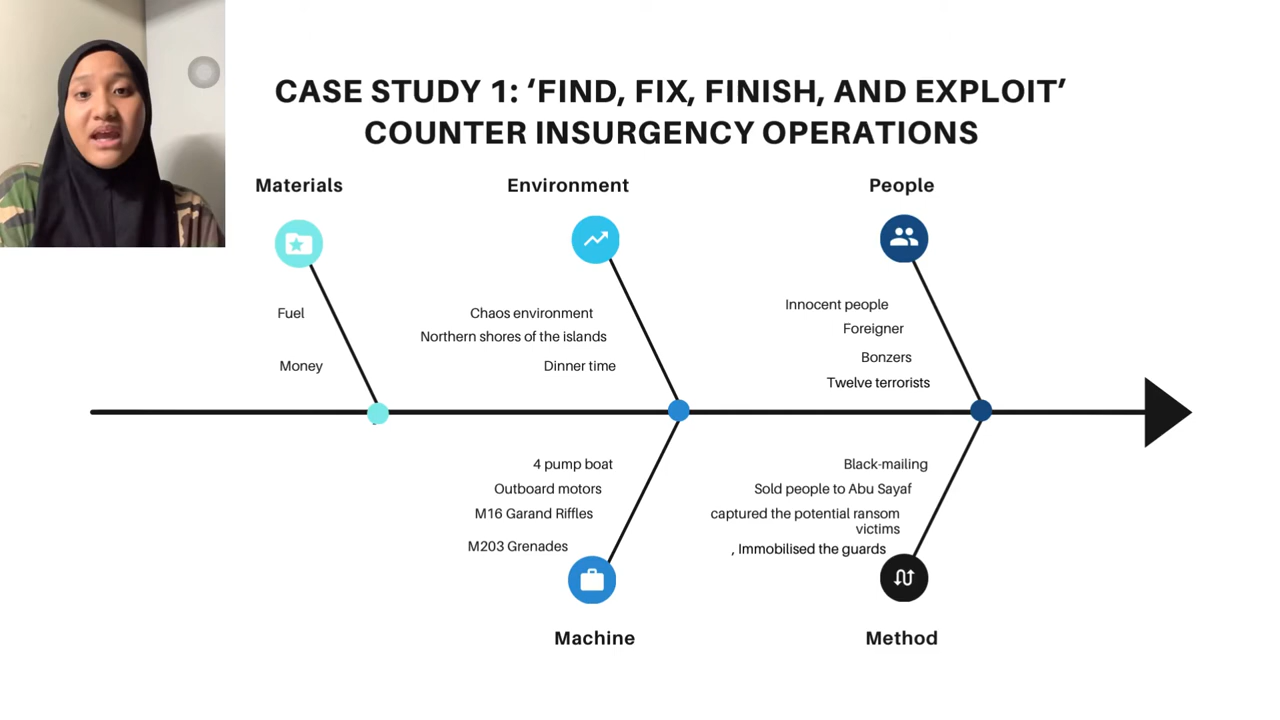 CASE STUDY 1: ‘FIND, FIX, FINISH, AND EXPLOIT’
COUNTER INSURGENCY OPERATIONS
Materials
Environment
People
Fuel
Money
Chaos environment
Northern shores of the islands
Dinner time
Innocent people
Foreigner
Bonzers
Twelve terrorists
4 pump boat
Outboard motors
M16 Garand Riffles
M203 Grenades
Black-mailing
Sold people to Abu Sayaf
captured the potential ransom
victims
, Immobilised the guards
Machine
Method